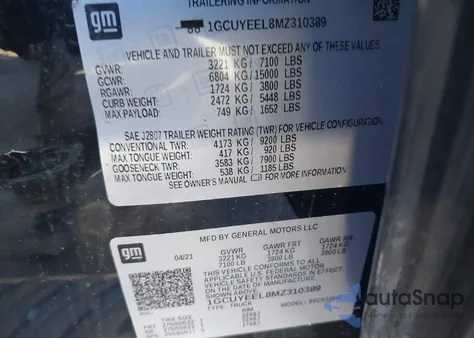 TRAILERING INFORMATION
gm
1GCUYEEL8MZ310389
VEHICLE AND TRAILER MUST NOT EXCEED ANY OF THESE VALUES
GVWR: 3221 KG/ 7100 LBS
GCWR: 6804 KG/15000 LBS
RGAWR: 1724 KG/ 3800 LBS
CURB WEIGHT: 2472 KG/ 5448 LBS
MAX PAYLOAD: 749 KG/ 1652 LBS
SAE J2807 TRAILER WEIGHT RATING (TWR) FOR VEHICLE CONFIGURATION
CONVENTIONAL TWR: 4173 KG/ 9200 LBS
MAX TONGUE WEIGHT: 417 KG/ 920 LBS
GOOSENECK TWR: 3583 KG/ 7900 LBS
MAX TONGUE WEIGHT: 538 KG/ 1185 LBS
SEE OWNER'S MANUAL FOR MORE INFORMATION
gm
MFD BY GENERAL MOTORS LLC
04/21
GVWR GAWR FRT GAWR RR
3221 KG 1724 KG 1724 KG
7100 LB 3800 LB 3800 LB
THIS VEHICLE CONFORMS TO ALL
1GCUYEEL8MZ310389
TYPE: TRUCK
TIRE SIZE
RIM
autoSnap